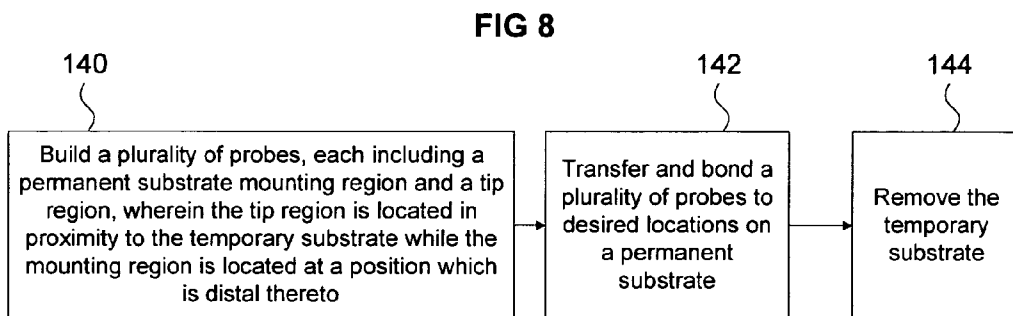 FIG 8
140
142
144
Build a plurality of probes, each including a
permanent substrate mounting region and a tip
region, wherein the tip region is located in
proximity to the temporary substrate while the
mounting region is located at a position which
is distal thereto
Transfer and bond a
plurality of probes to
desired locations on
a permanent
substrate
Remove the
temporary
substrate